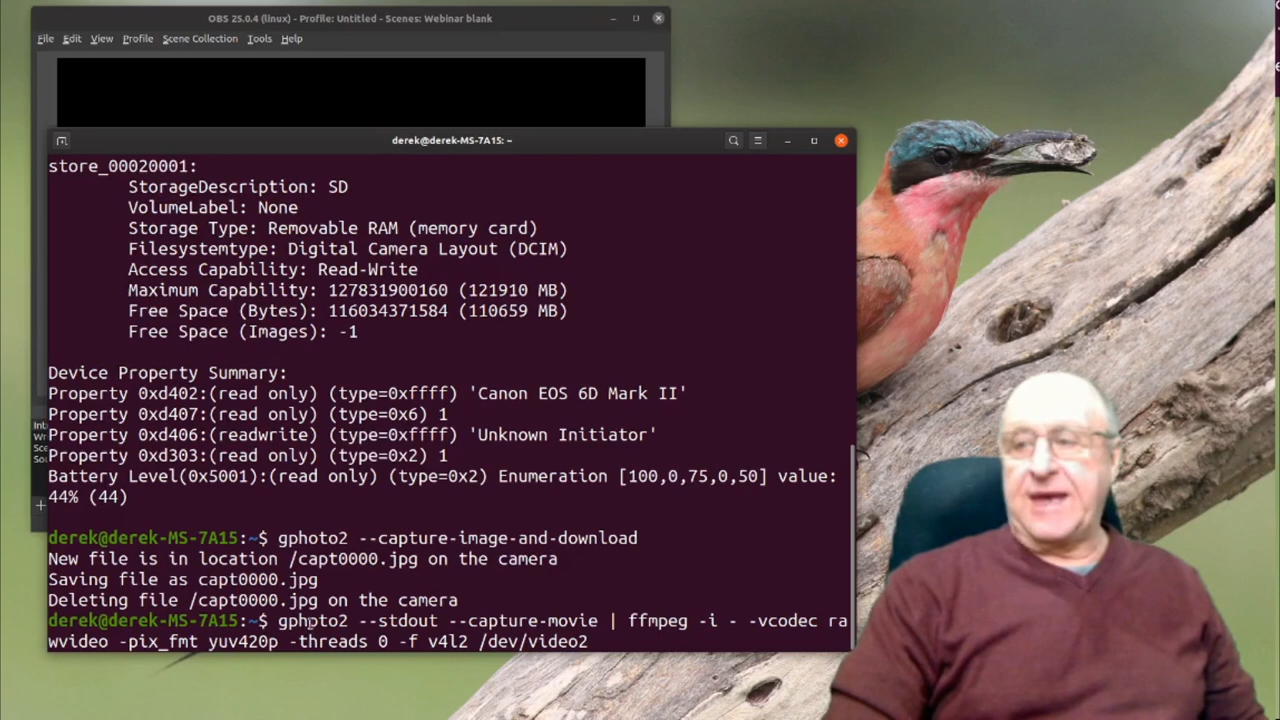 OBS 25.0.4 (linux) - Profile: Untitled - Scenes: Webinar blank
File Edit View Profile Scene Collection Tools Help
derek@derek-MS-7A15: ~
store_00020001:
StorageDescription: SD
VolumeLabel: None
Storage Type: Removable RAM (memory card)
Filesystemtype: Digital Camera Layout (DCIM)
Access Capability: Read-Write
Maximum Capability: 127831900160 (121910 MB)
Free Space (Bytes): 116034371584 (110659 MB)
Free Space (Images): -1
Device Property Summary:
Property 0xd402:(read only) (type=0xffff) 'Canon EOS 6D Mark II'
Property 0xd407:(read only) (type=0x6) 1
Property 0xd406:(readwrite) (type=0xffff) 'Unknown Initiator'
Property 0xd303:(read only) (type=0x2) 1
Battery Level(0x5001):(read only) (type=0x2) Enumeration [100,0,75,0,50] value:
44% (44)
derek@derek-MS-7A15:~$ gphoto2 --capture-image-and-download
New file is in location /capt0000.jpg on the camera
Saving file as capt0000.jpg
Deleting file /capt0000.jpg on the camera
derek@derek-MS-7A15:~$ gphoto2 --stdout --capture-movie | ffmpeg -i - -vcodec ra
wvideo -pix_fmt yuv420p -threads 0 -f v4l2 /dev/video2